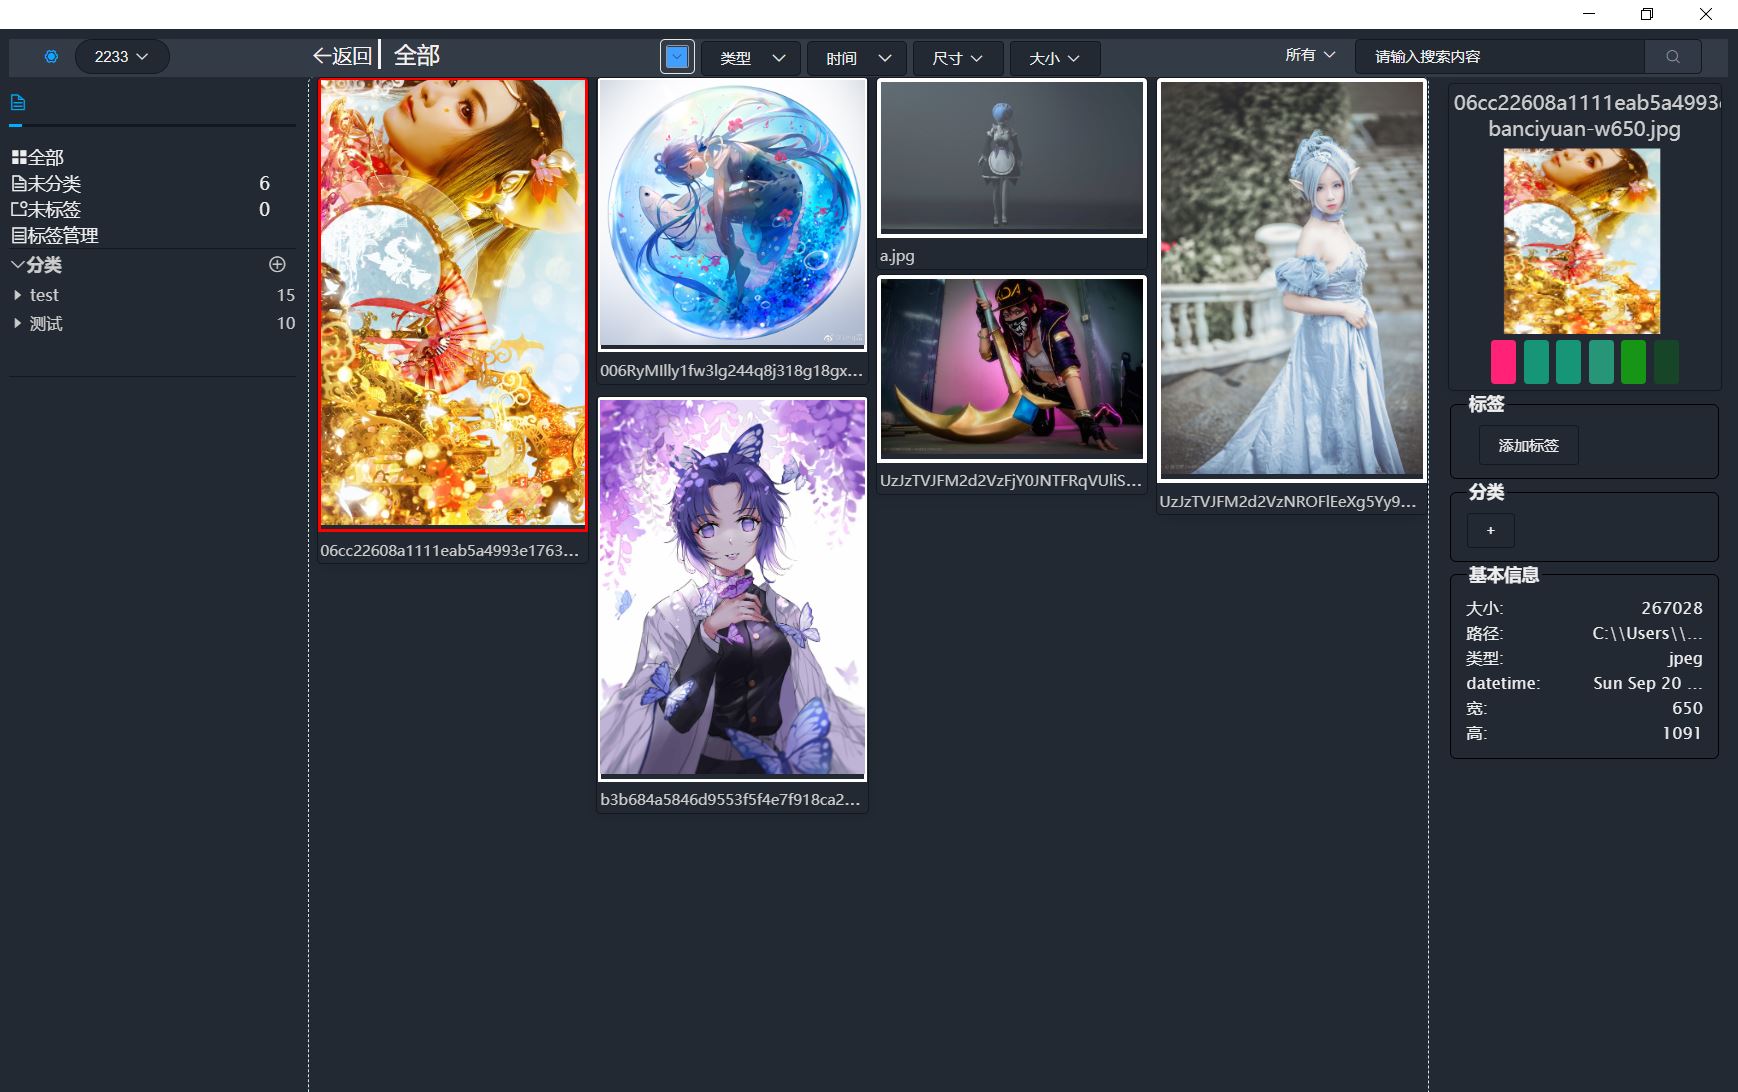 2233
返回
全部
类型
时间
尺寸
大小
所有
请输入搜索内容
全部
未分类 6
未标签 0
标签管理
分类
test 15
测试 10
06cc22608a1111eab5a4993e1763...
006RyMIlly1fw3lg244q8j318g18gx...
b3b684a5846d9553f5f4e7f918ca2...
a.jpg
UzJzTVJFM2d2VzFjY0JNTFRqVUliS...
UzJzTVJFM2d2VzNROFlEeXg5Yy9...
06cc22608a1111eab5a4993
banciyuan-w650.jpg
标签
添加标签
分类
+
基本信息
大小: 267028
路径: C:\\Users\\...
类型: jpeg
datetime: Sun Sep 20 ...
宽: 650
高: 1091